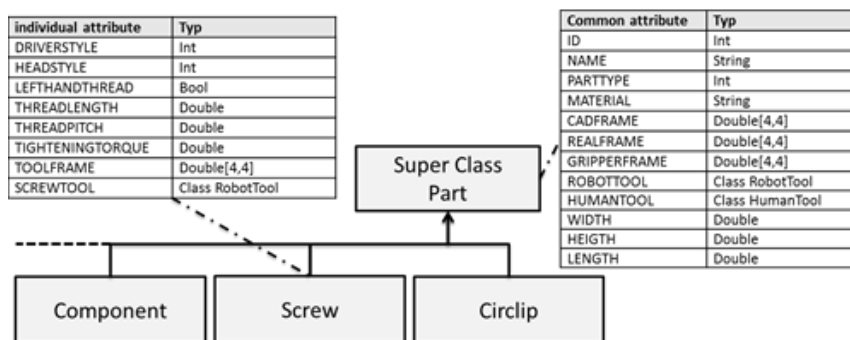 individual attribute Typ
DRIVERSTYLE Int
HEADSTYLE Int
LEFTHANDTHREAD Bool
THREADLENGTH Double
THREADPITCH Double
TIGHTENINGTORQUE Double
TOOLFRAME Double[4,4]
SCREWTOOL Class RobotTool
Common attribute Typ
ID Int
NAME String
PARTTYPE Int
MATERIAL String
CADFRAME Double[4,4]
REALFRAME Double[4,4]
GRIPPERFRAME Double[4,4]
ROBOTTOOL Class RobotTool
HUMANTOOL Class HumanTool
WIDTH Double
HEIGTH Double
LENGTH Double
Super Class
Part
Component
Screw
Circlip